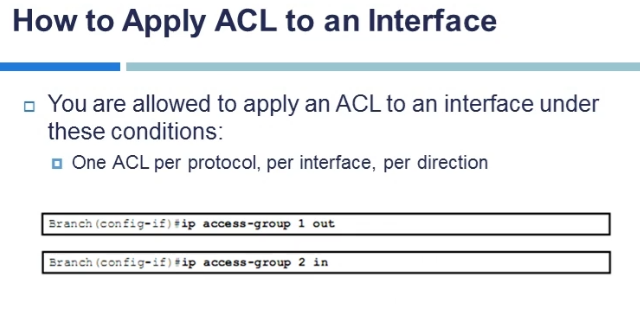 How to Apply ACL to an Interface
You are allowed to apply an ACL to an interface under
these conditions:
One ACL per protocol, per interface, per direction
Branch(config-if)#ip access-group 1 out
Branch(config-if)#ip access-group 2 in